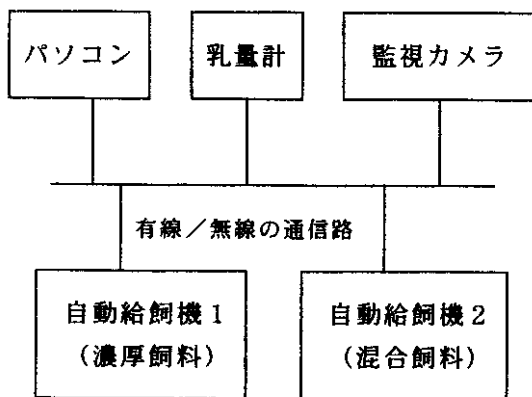 パソコン
乳量計
監視カメラ
有線／無線の通信路
自動給飼機1
（濃厚飼料）
自動給飼機2
（混合飼料）